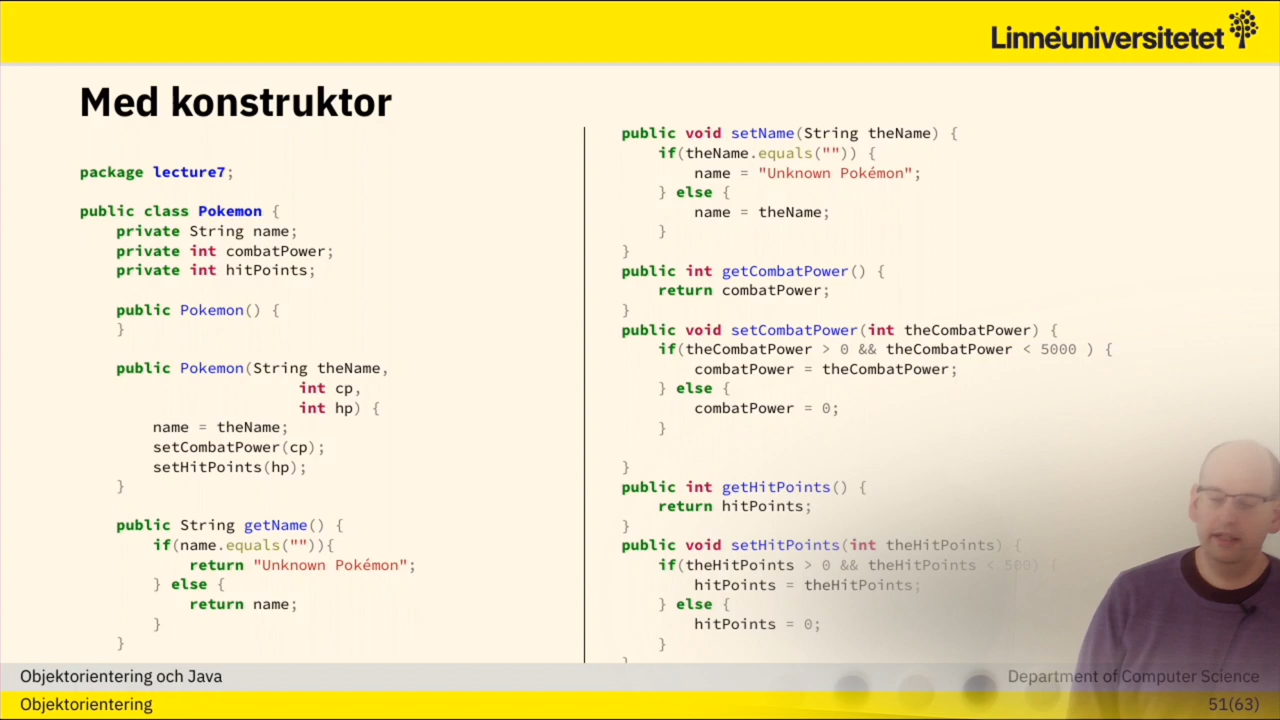 Linnéuniversitetet
Med konstruktor
package lecture7;
public class Pokemon {
private String name;
private int combatPower;
private int hitPoints;
public Pokemon() {
}
public Pokemon(String theName,
int cp,
int hp) {
name = theName;
setCombatPower(cp);
setHitPoints(hp);
}
public String getName() {
if(name.equals("")){
return "Unknown Pokémon";
} else {
return name;
}
}
public void setName(String theName) {
if(theName.equals("")) {
name = "Unknown Pokémon";
} else {
name = theName;
}
}
public int getCombatPower() {
return combatPower;
}
public void setCombatPower(int theCombatPower) {
if(theCombatPower > 0 && theCombatPower < 5000 ) {
combatPower = theCombatPower;
} else {
combatPower = 0;
}
}
public int getHitPoints() {
return hitPoints;
}
public void setHitPoints(int theHitPoints) {
if(theHitPoints > 0 && theHitPoints < 500) {
hitPoints = theHitPoints;
} else {
hitPoints = 0;
}
}
Objektorientering och Java
Department of Computer Science
Objektorientering
51(63)